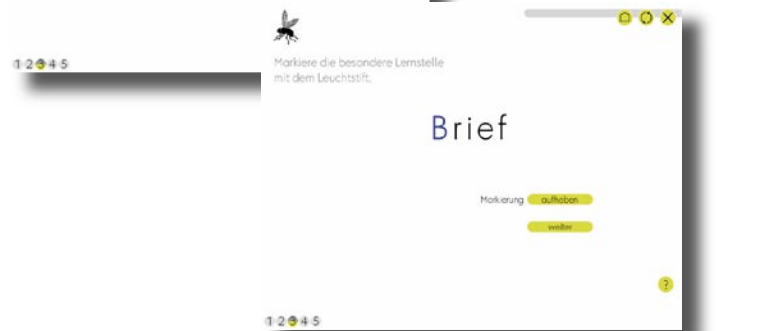 1 2 3 4 5
Markiere die besondere Lernstelle
mit dem Leuchtstift.
Brief
Markierung aufheben
weiter
?
1 2 3 4 5